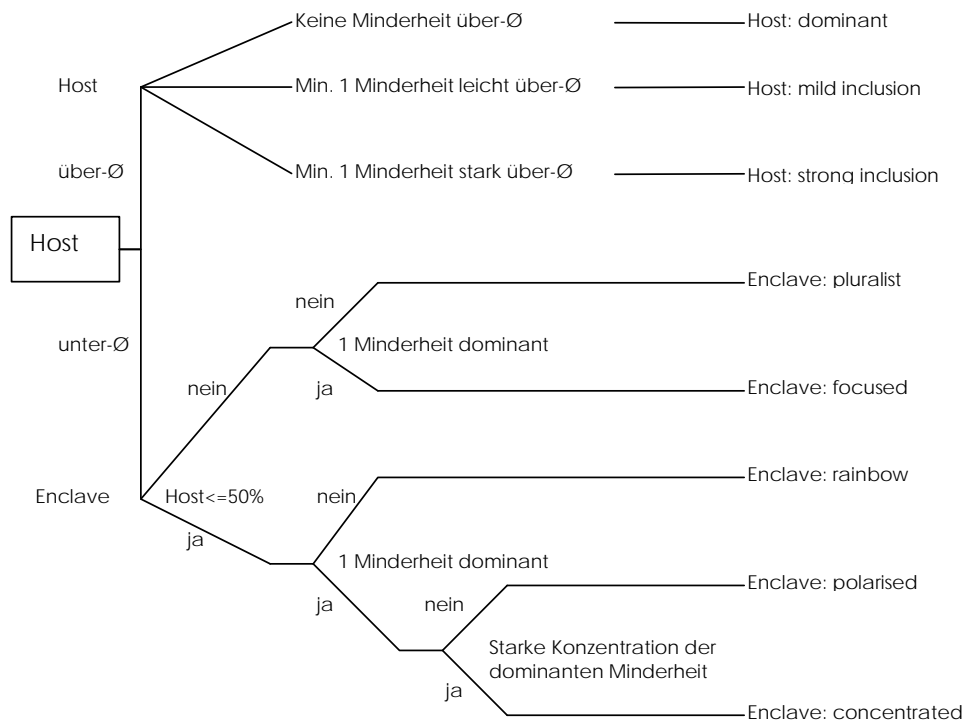 Keine Minderheit über-Ø
Host: dominant
Host
Min. 1 Minderheit leicht über-Ø
Host: mild inclusion
über-Ø
Min. 1 Minderheit stark über-Ø
Host: strong inclusion
Host
Enclave: pluralist
nein
unter-Ø
1 Minderheit dominant
nein
ja
Enclave: focused
Enclave: rainbow
Enclave
Host<=50%
nein
ja
1 Minderheit dominant
Enclave: polarised
ja
nein
Starke Konzentration der
dominanten Minderheit
ja
Enclave: concentrated